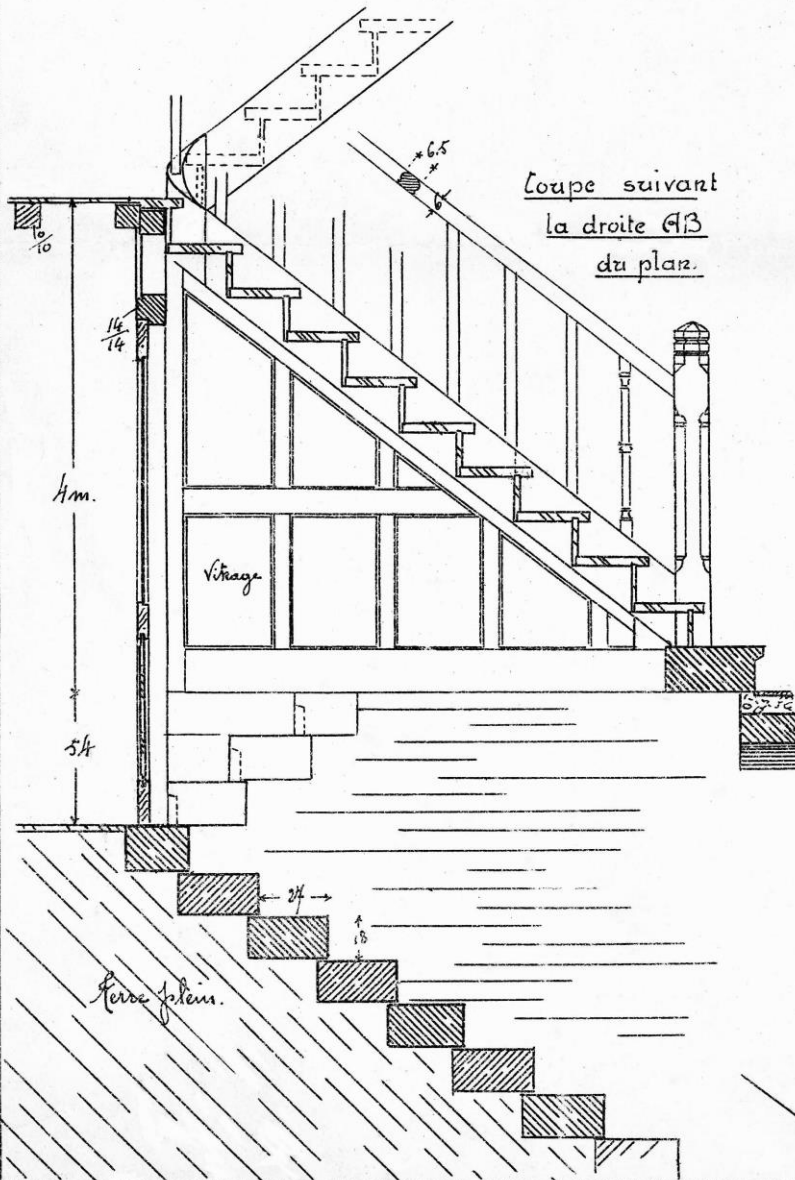 6.5
6
Coupe suivant
la droite AB
du plan.
10/10
14/14
4m.
Vitrage
54
27
18
Terre plein.